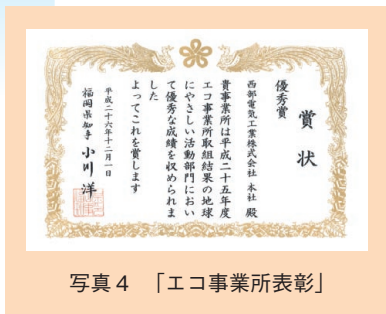 賞状
優秀賞
西部電気工業株式会社 本社 殿
貴事業所は平成二十五年度
エコ事業所取組結果の地球
にやさしい活動部門におい
て優秀な成績を収められま
した
よってこれを賞します
平成二十六年十二月一日
福岡県知事 小川 洋
写真4 「エコ事業所表彰」